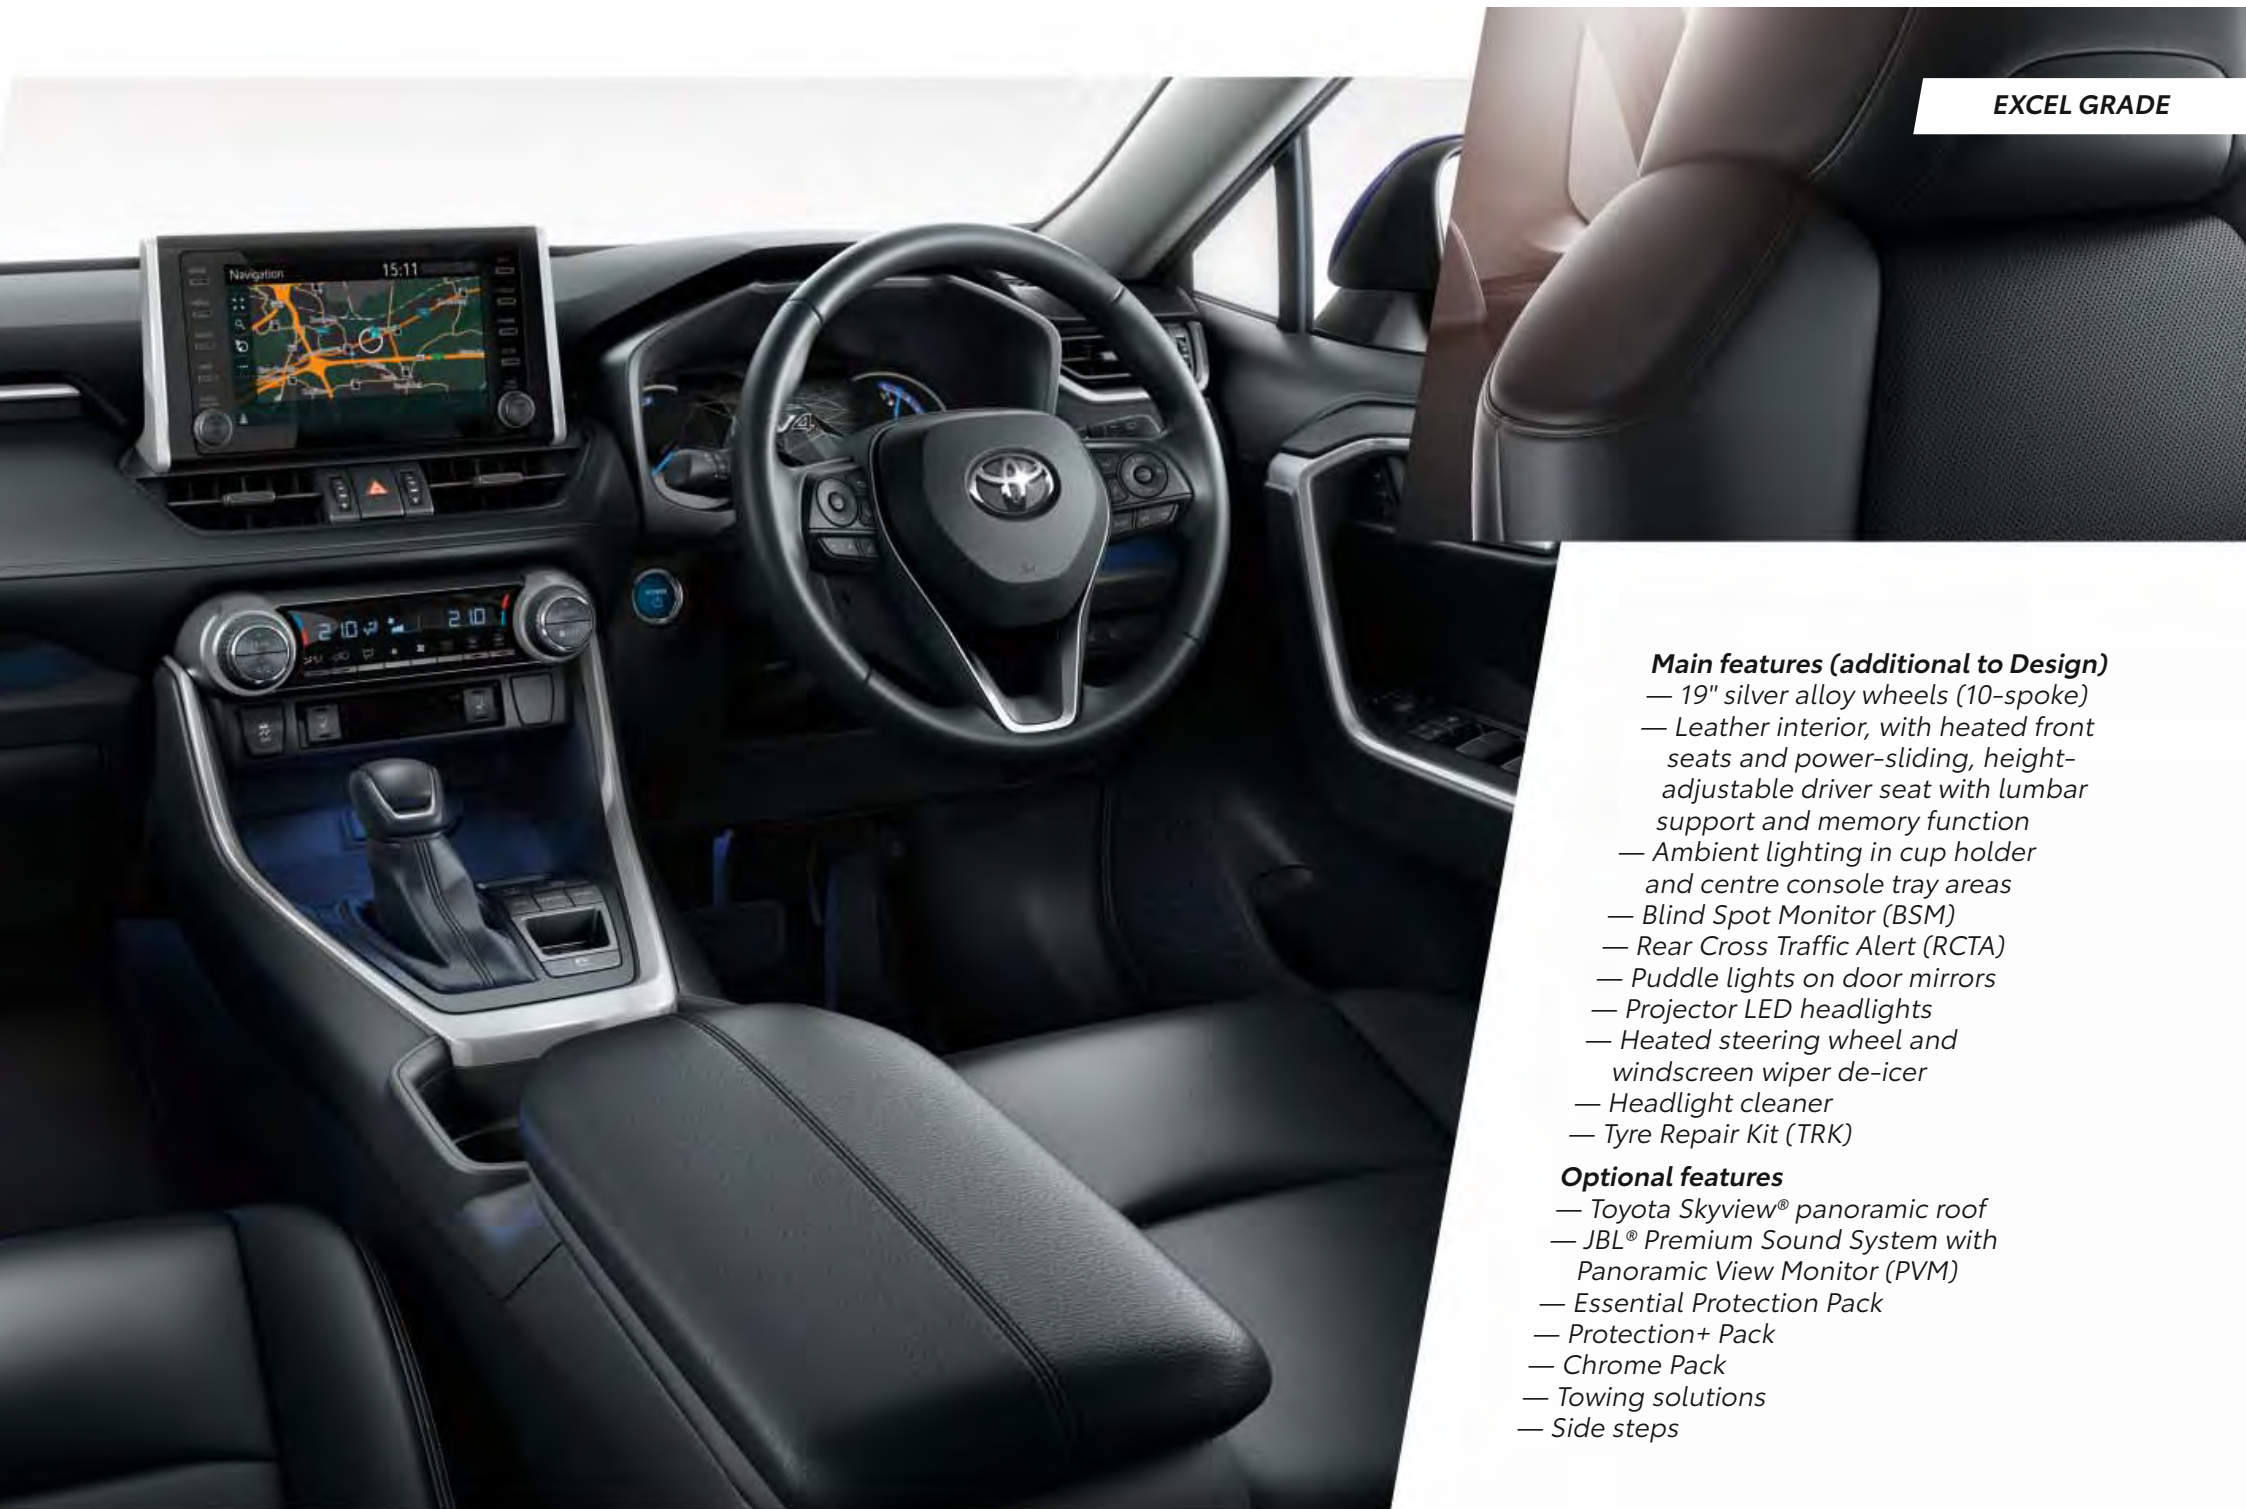 EXCEL GRADE
Navigation
15:11
21.0
21.0
POWER
Main features (additional to Design)
— 19" silver alloy wheels (10-spoke)
— Leather interior, with heated front
seats and power-sliding, height-
adjustable driver seat with lumbar
support and memory function
— Ambient lighting in cup holder
and centre console tray areas
— Blind Spot Monitor (BSM)
— Rear Cross Traffic Alert (RCTA)
— Puddle lights on door mirrors
— Projector LED headlights
— Heated steering wheel and
windscreen wiper de-icer
— Headlight cleaner
— Tyre Repair Kit (TRK)
Optional features
— Toyota Skyview® panoramic roof
— JBL® Premium Sound System with
Panoramic View Monitor (PVM)
— Essential Protection Pack
— Protection+ Pack
— Chrome Pack
— Towing solutions
— Side steps